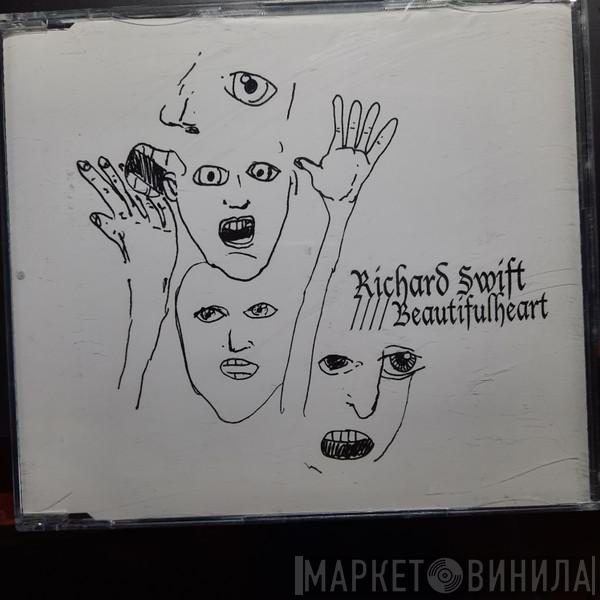 Richard Swift
////Beautifulheart
МАРКЕТ ВИНИЛА